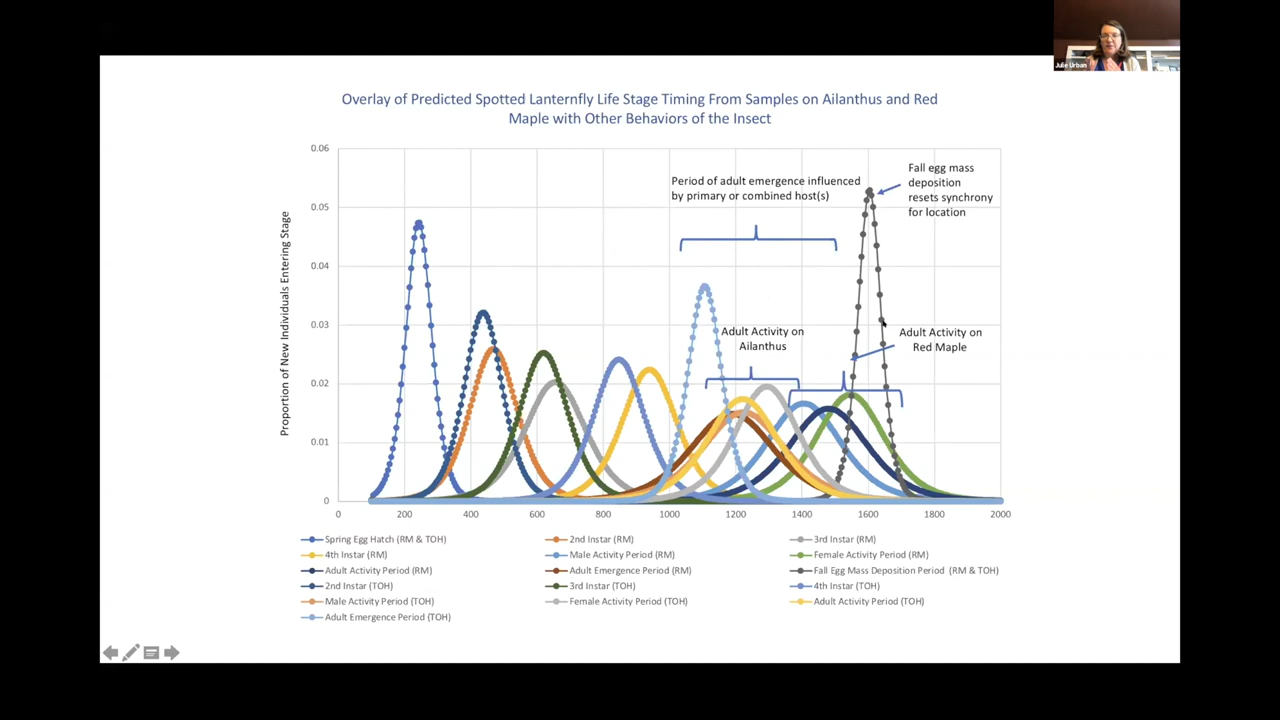 Julie Urban
Overlay of Predicted Spotted Lanternfly Life Stage Timing From Samples on Ailanthus and Red
Maple with Other Behaviors of the Insect
Proportion of New Individuals Entering Stage
0.06
0.05
0.04
0.03
0.02
0.01
0
Period of adult emergence influenced
by primary or combined host(s)
Fall egg mass
deposition
resets synchrony
for location
Adult Activity on
Ailanthus
Adult Activity on
Red Maple
0 200 400 600 800 1000 1200 1400 1600 1800 2000
Spring Egg Hatch (RM & TOH) 2nd Instar (RM) 3rd Instar (RM)
4th Instar (RM) Male Activity Period (RM) Female Activity Period (RM)
Adult Activity Period (RM) Adult Emergence Period (RM) Fall Egg Mass Deposition Period (RM & TOH)
2nd Instar (TOH) 3rd Instar (TOH) 4th Instar (TOH)
Male Activity Period (TOH) Female Activity Period (TOH) Adult Activity Period (TOH)
Adult Emergence Period (TOH)